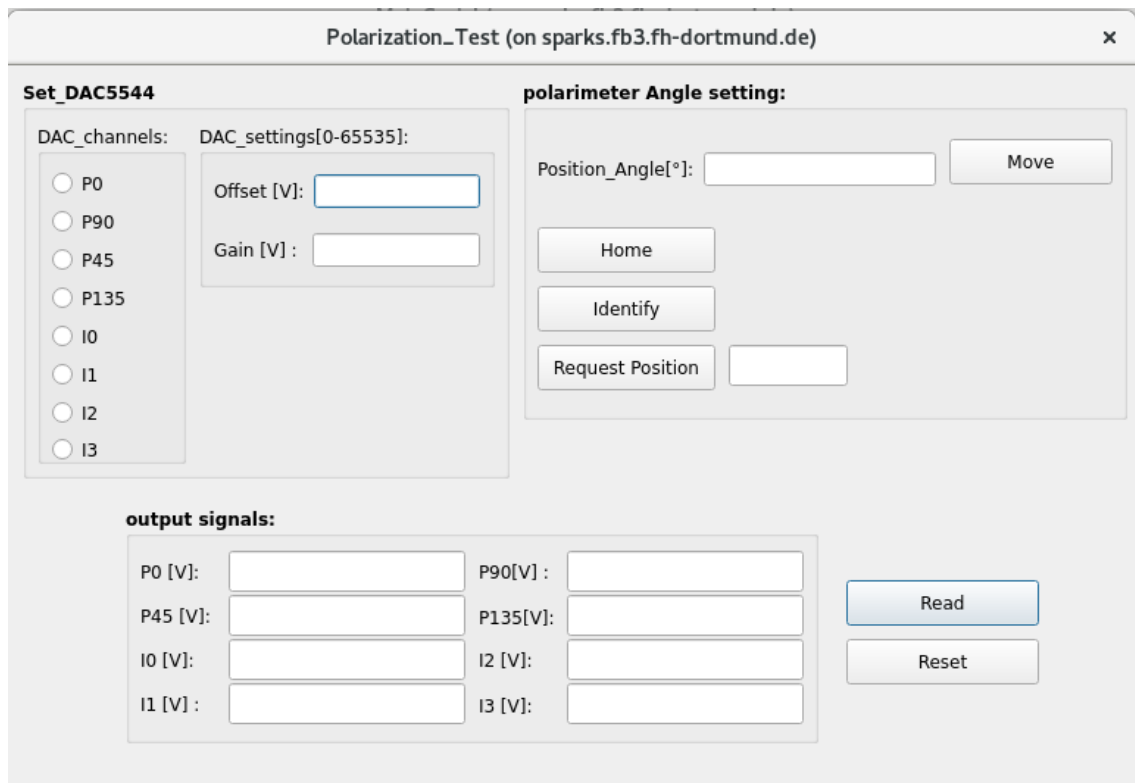 Polarization_Test (on sparks.fb3.fh-dortmund.de)
Set_DAC5544
DAC_channels:
P0
P90
P45
P135
I0
I1
I2
I3
DAC_settings[0-65535]:
Offset [V]:
Gain [V] :
polarimeter Angle setting:
Position_Angle[°]:
Move
Home
Identify
Request Position
output signals:
P0 [V]:
P90[V] :
P45 [V]:
P135[V]:
I0 [V]:
I2 [V]:
I1 [V] :
I3 [V]:
Read
Reset